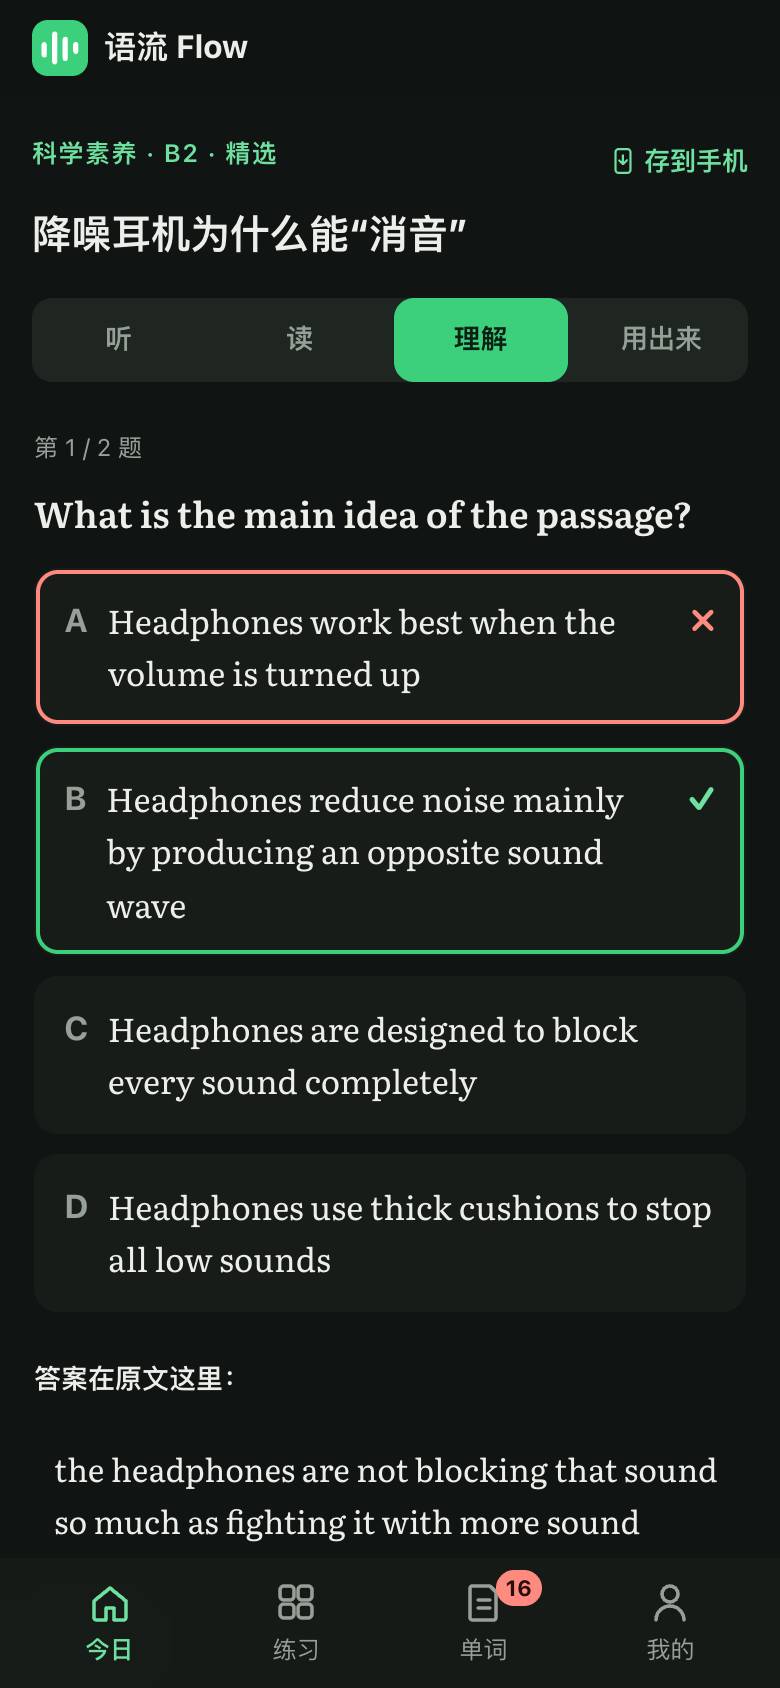 语流 Flow
科学素养 · B2 · 精选
存到手机
降噪耳机为什么能“消音”
听
读
理解
用出来
第 1 / 2 题
What is the main idea of the passage?
A Headphones work best when the
volume is turned up
B Headphones reduce noise mainly
by producing an opposite sound
wave
C Headphones are designed to block
every sound completely
D Headphones use thick cushions to stop
all low sounds
答案在原文这里：
the headphones are not blocking that sound
so much as fighting it with more sound
16
今日
练习
单词
我的